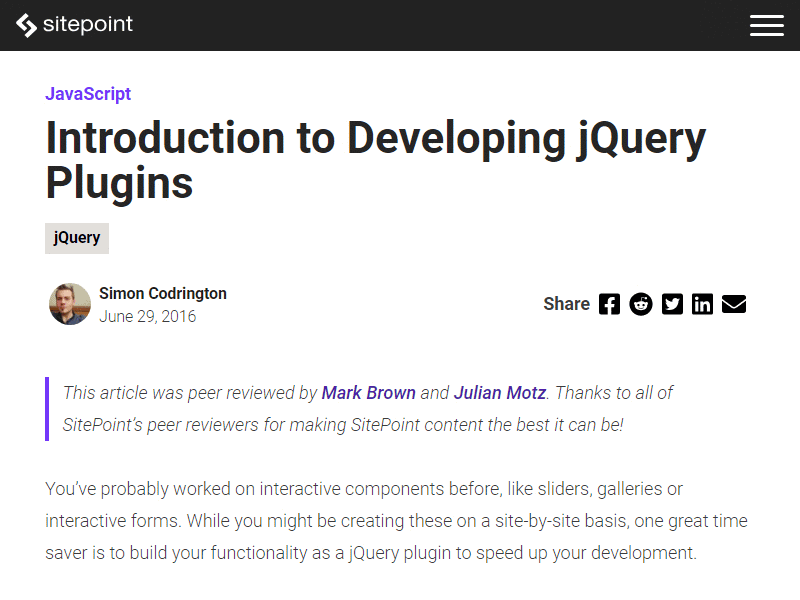 sitepoint
JavaScript
Introduction to Developing jQuery
Plugins
jQuery
Simon Codrington
June 29, 2016
Share
This article was peer reviewed by Mark Brown and Julian Motz. Thanks to all of
SitePoint’s peer reviewers for making SitePoint content the best it can be!
You’ve probably worked on interactive components before, like sliders, galleries or
interactive forms. While you might be creating these on a site-by-site basis, one great time
saver is to build your functionality as a jQuery plugin to speed up your development.